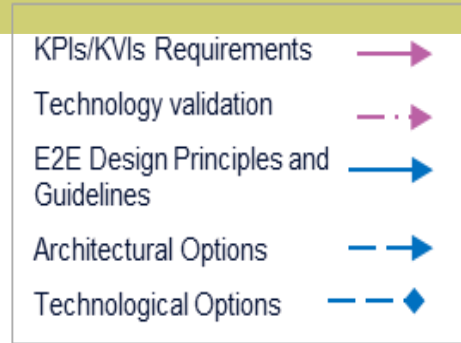 KPIs/KVIs Requirements
Technology validation
E2E Design Principles and
Guidelines
Architectural Options
Technological Options